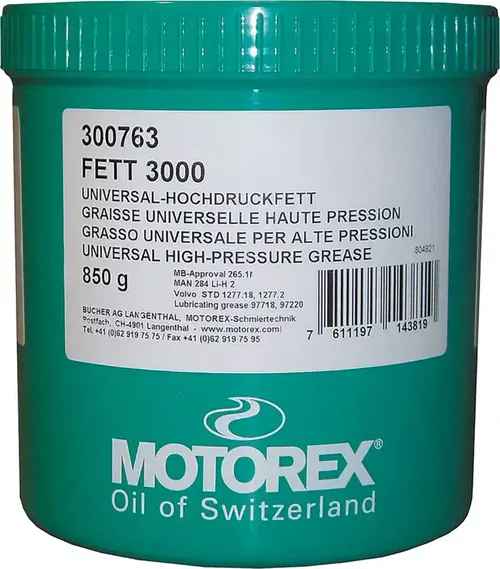 300763
FETT 3000
UNIVERSAL-HOCHDRUCKFETT
GRAISSE UNIVERSELLE HAUTE PRESSION
GRASSO UNIVERSALE PER ALTE PRESSIONI
UNIVERSAL HIGH-PRESSURE GREASE
804921
850 g
MB-Approval 265.1f
MAN 284 Li-H 2
Volvo STD 1277.18, 1277.2
Lubricating grease 97718, 97220
BUCHER AG LANGENTHAL, MOTOREX-Schmiertechnik
Postfach, CH-4901 Langenthal - www.motorex.com
Tel. +41 (0)62 919 75 75 / Fax +41 (0)62 919 75 95
7 611197 143819
MOTOREX®
Oil of Switzerland